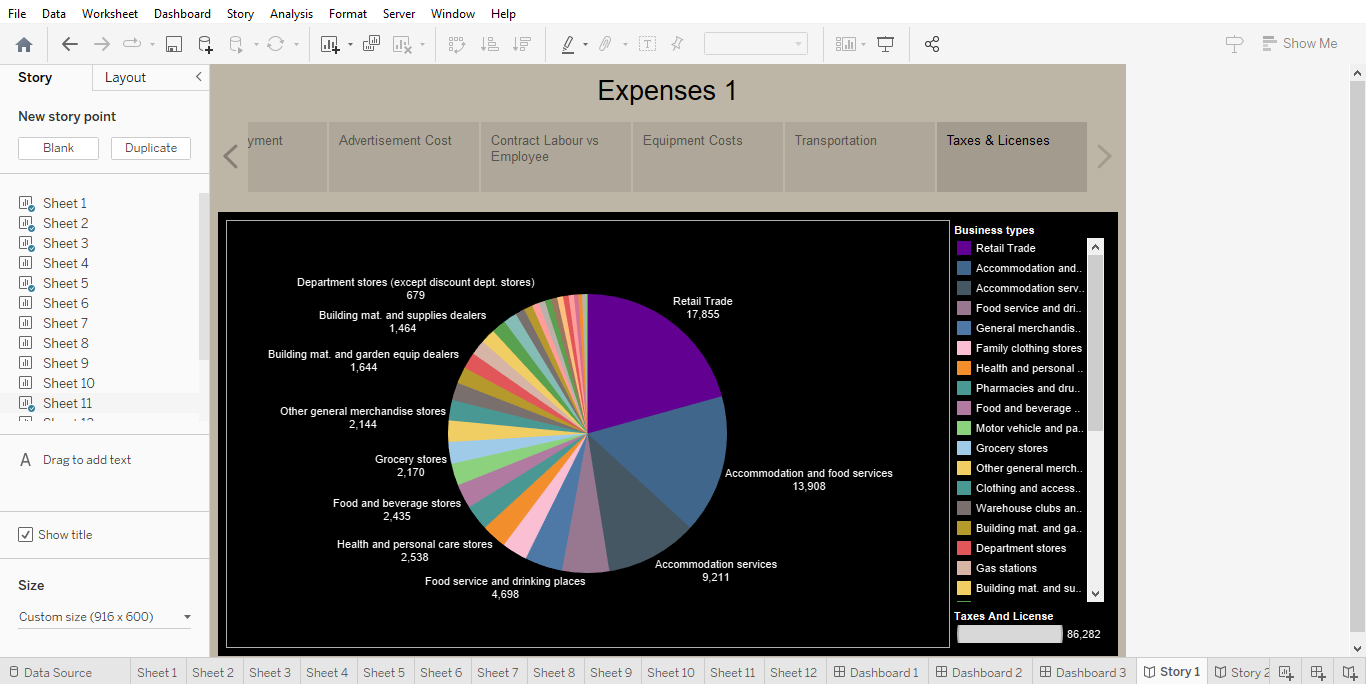 File Data Worksheet Dashboard Story Analysis Format Server Window Help
Show Me
Story Layout
New story point
Blank Duplicate
Sheet 1
Sheet 2
Sheet 3
Sheet 4
Sheet 5
Sheet 6
Sheet 7
Sheet 8
Sheet 9
Sheet 10
Sheet 11
A Drag to add text
Show title
Size
Custom size (916 x 600)
Expenses 1
yment
Advertisement Cost
Contract Labour vs
Employee
Equipment Costs
Transportation
Taxes & Licenses
Department stores (except discount dept. stores)
679
Building mat. and supplies dealers
1,464
Building mat. and garden equip dealers
1,644
Other general merchandise stores
2,144
Grocery stores
2,170
Food and beverage stores
2,435
Health and personal care stores
2,538
Food service and drinking places
4,698
Retail Trade
17,855
Accommodation and food services
13,908
Accommodation services
9,211
Business types
Retail Trade
Accommodation and..
Accommodation serv..
Food service and dri..
General merchandis..
Family clothing stores
Health and personal ..
Pharmacies and dru..
Food and beverage ..
Motor vehicle and pa..
Grocery stores
Other general merch..
Clothing and access..
Warehouse clubs an..
Building mat. and ga..
Department stores
Gas stations
Building mat. and su..
Taxes And License
86,282
Data Source Sheet 1 Sheet 2 Sheet 3 Sheet 4 Sheet 5 Sheet 6 Sheet 7 Sheet 8 Sheet 9 Sheet 10 Sheet 11 Sheet 12 Dashboard 1 Dashboard 2 Dashboard 3 Story 1 Story 2